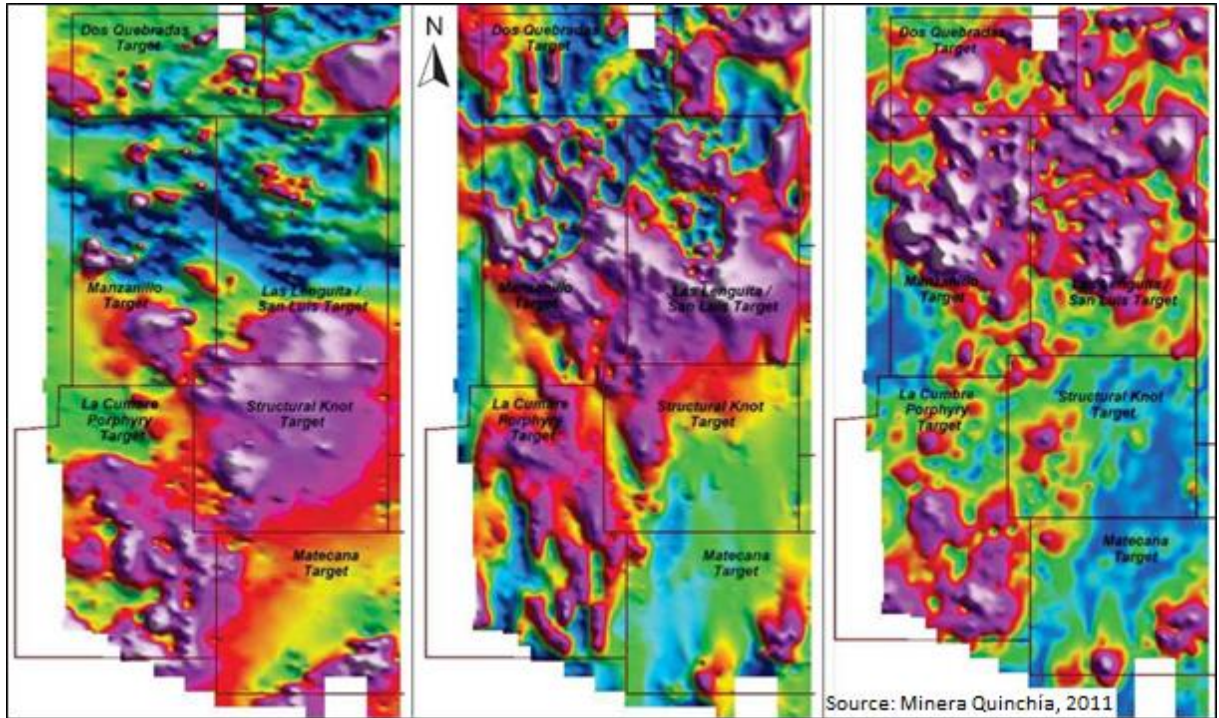 Dos Quebradas
Target
Manzanillo
Target
Las Lenguita /
San Luis Target
La Cumbre
Porphyry
Target
Structural Knot
Target
Matecana
Target
N
Dos Quebradas
Target
Manzanillo
Target
Las Lenguita /
San Luis Target
La Cumbre
Porphyry
Target
Structural Knot
Target
Matecana
Target
Dos Quebradas
Target
Manzanillo
Target
Las Lenguita /
San Luis Target
La Cumbre
Porphyry
Target
Structural Knot
Target
Matecana
Target
Source: Minera Quinchía, 2011